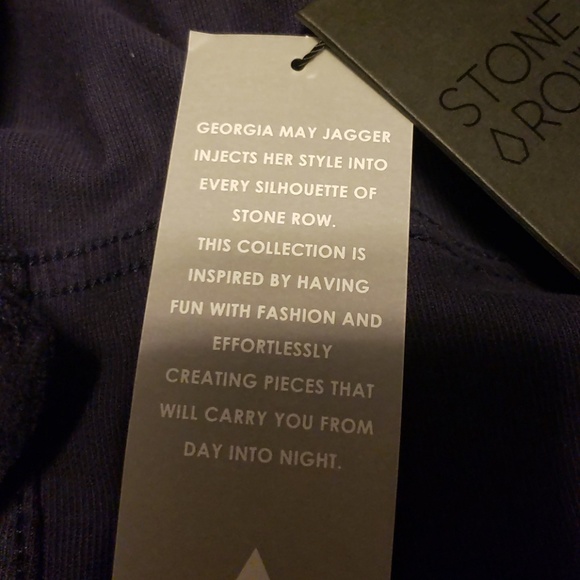 GEORGIA MAY JAGGER
INJECTS HER STYLE INTO
EVERY SILHOUETTE OF
STONE ROW.
THIS COLLECTION IS
INSPIRED BY HAVING
FUN WITH FASHION AND
EFFORTLESSLY
CREATING PIECES THAT
WILL CARRY YOU FROM
DAY INTO NIGHT.
STONE